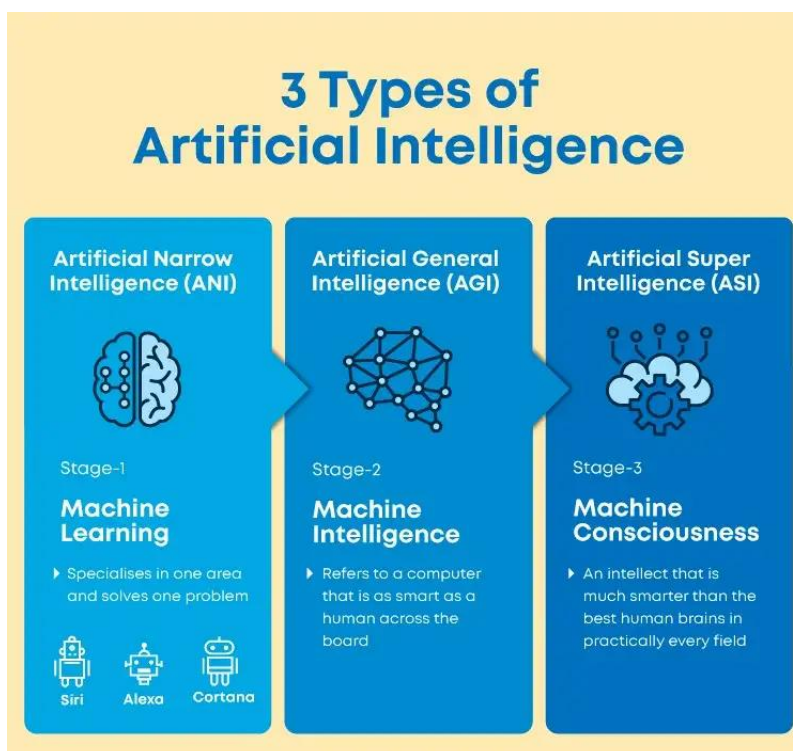 3 Types of
Artificial Intelligence
Artificial Narrow
Intelligence (ANI)
Stage-1
Machine
Learning
Specialises in one area
and solves one problem
Siri
Alexa
Cortana
Artificial General
Intelligence (AGI)
Stage-2
Machine
Intelligence
Refers to a computer
that is as smart as a
human across the
board
Artificial Super
Intelligence (ASI)
Stage-3
Machine
Consciousness
An intellect that is
much smarter than the
best human brains in
practically every field